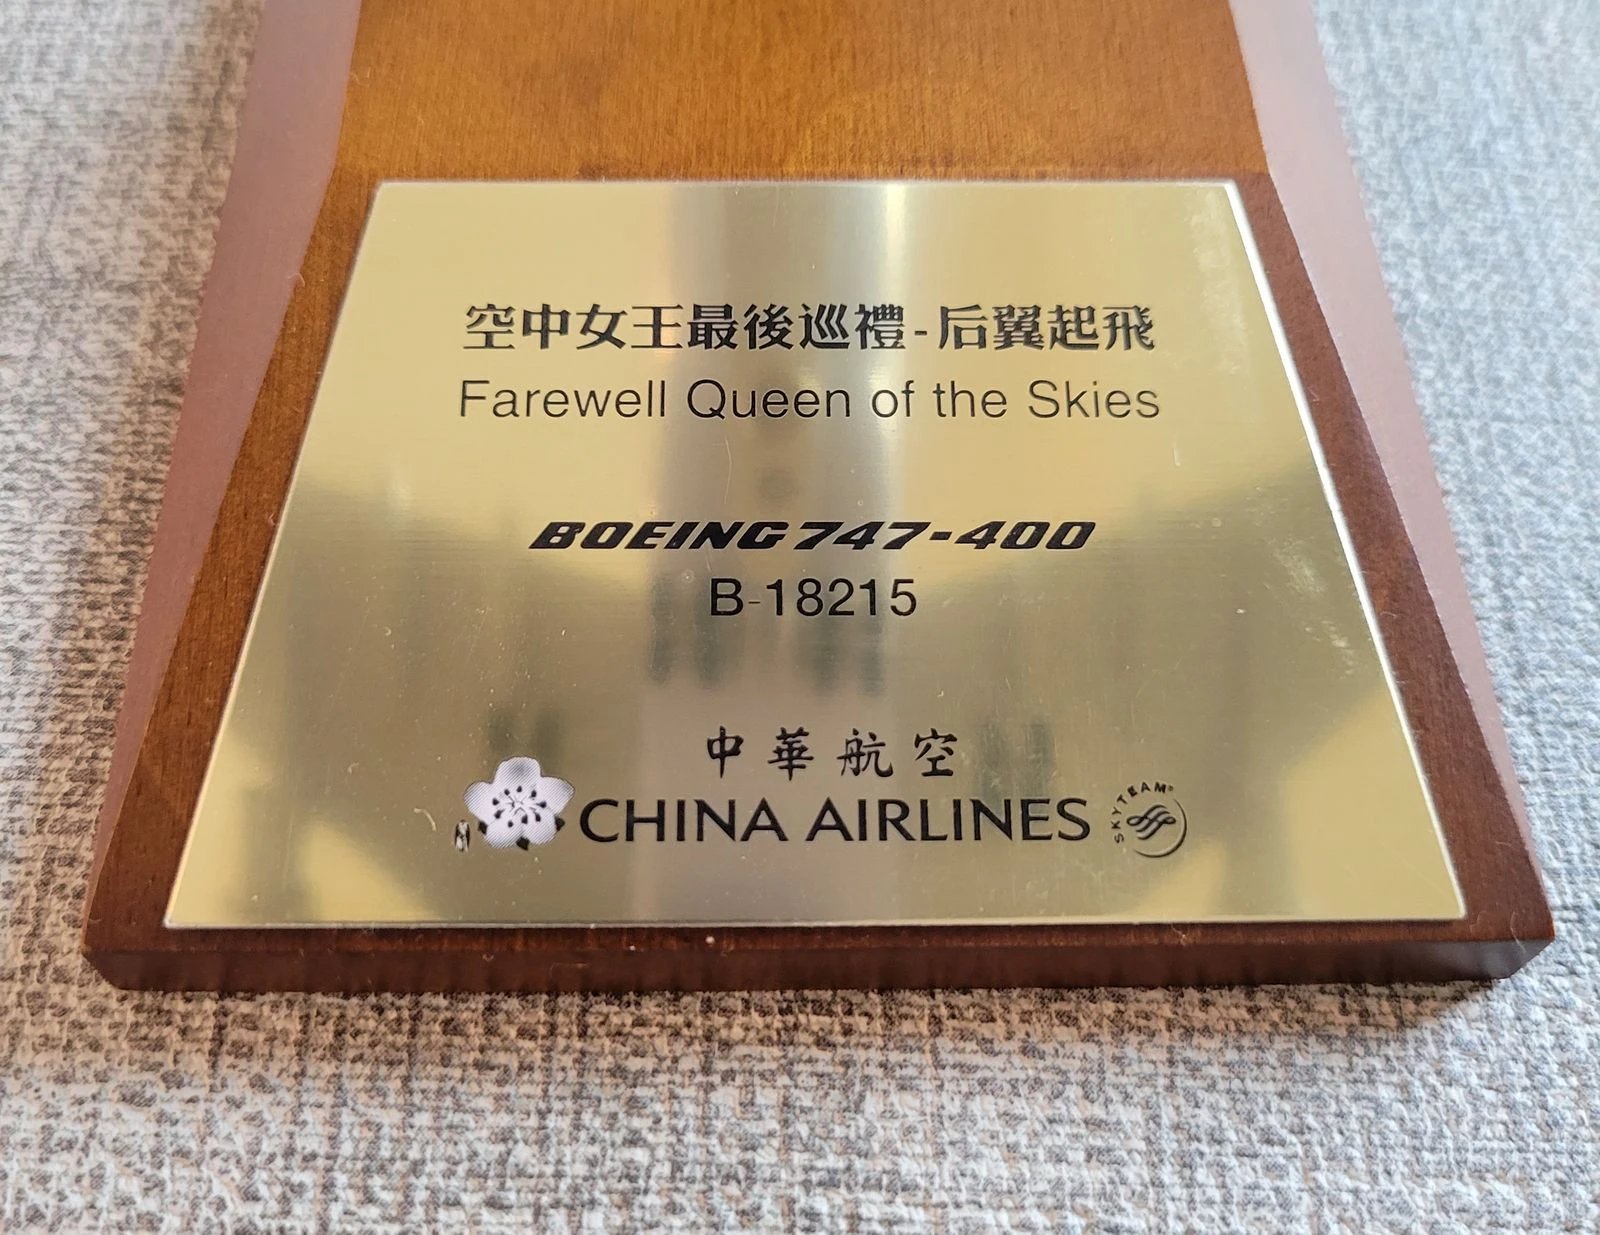 空中女王最後巡禮-后翼起飛
Farewell Queen of the Skies
BOEING 747-400
B-18215
中華航空
CHINA AIRLINES
SKYTEAM